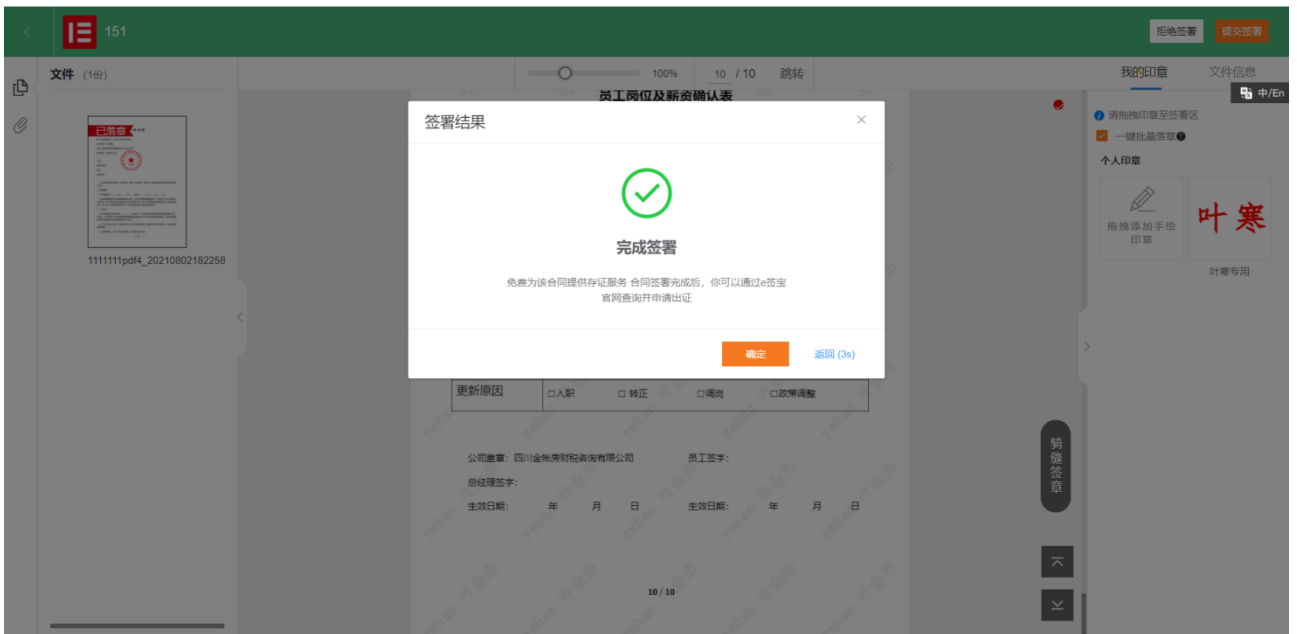 151
拒绝签署
提交签署
文件 (1份)
100%
10 / 10
跳转
我的印章
文件信息
中/En
员工岗位及薪资确认表
签署结果
完成签署
免费为该合同提供存证服务 合同签署完成后，你可以通过e签宝
官网查询并申请出证
确定
返回 (3s)
已签章
1111111pdf4_20210802182258
请拖拽印章至签署区
一键批量落章
个人印章
拖拽添加手绘
印章
叶寒
叶寒专用
更新原因
□入职
□ 转正
□调岗
□政策调整
公司盖章：四川金帐房财税咨询有限公司
员工签字：
总经理签字：
生效日期： 年 月 日
生效日期： 年 月 日
骑缝签章
10 / 10
yehan 叶金杰